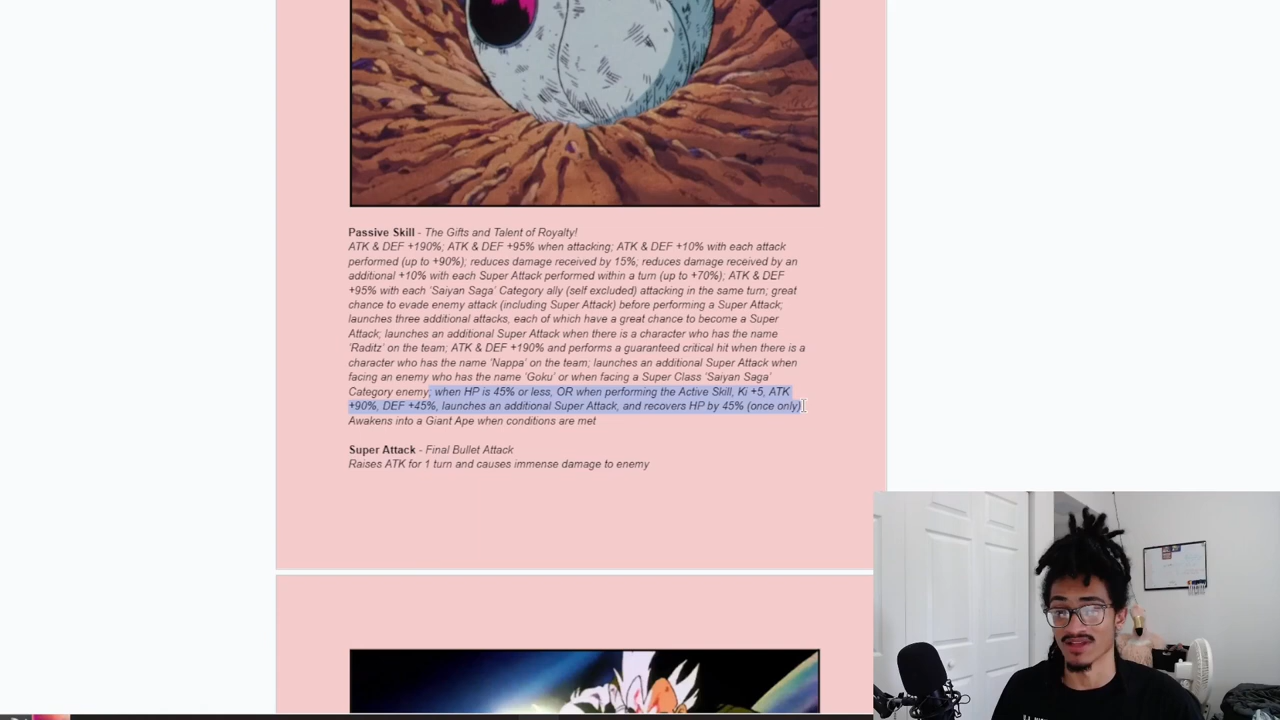 Passive Skill - The Gifts and Talent of Royalty!
ATK & DEF +190%; ATK & DEF +95% when attacking; ATK & DEF +10% with each attack
performed (up to +90%); reduces damage received by 15%; reduces damage received by an
additional +10% with each Super Attack performed within a turn (up to +70%); ATK & DEF
+95% with each 'Saiyan Saga' Category ally (self excluded) attacking in the same turn; great
chance to evade enemy attack (including Super Attack) before performing a Super Attack;
launches three additional attacks, each of which have a great chance to become a Super
Attack; launches an additional Super Attack when there is a character who has the name
'Raditz' on the team; ATK & DEF +190% and performs a guaranteed critical hit when there is a
character who has the name 'Nappa' on the team; launches an additional Super Attack when
facing an enemy who has the name 'Goku' or when facing a Super Class 'Saiyan Saga'
Category enemy; when HP is 45% or less, OR when performing the Active Skill, Ki +5, ATK
+90%, DEF +45%, launches an additional Super Attack, and recovers HP by 45% (once only)
Awakens into a Giant Ape when conditions are met
Super Attack - Final Bullet Attack
Raises ATK for 1 turn and causes immense damage to enemy